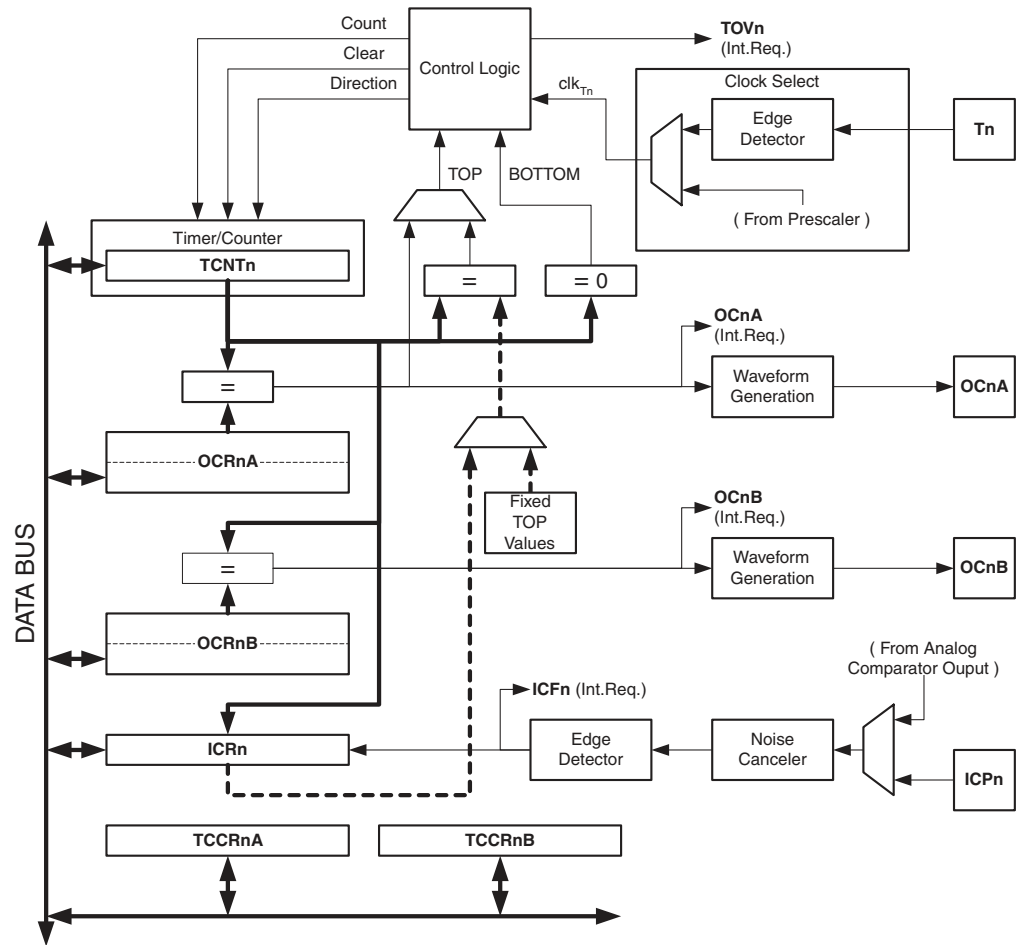 Count
Clear
Direction
Control Logic
TOVn
(Int.Req.)
clkTn
Clock Select
Edge
Detector
Tn
( From Prescaler )
TOP
BOTTOM
Timer/Counter
TCNTn
=
= 0
OCnA
(Int.Req.)
=
Waveform
Generation
OCnA
OCRnA
Fixed
TOP
Values
OCnB
(Int.Req.)
=
Waveform
Generation
OCnB
OCRnB
DATA BUS
( From Analog
Comparator Ouput )
ICFn (Int.Req.)
ICRn
Edge
Detector
Noise
Canceler
ICPn
TCCRnA
TCCRnB